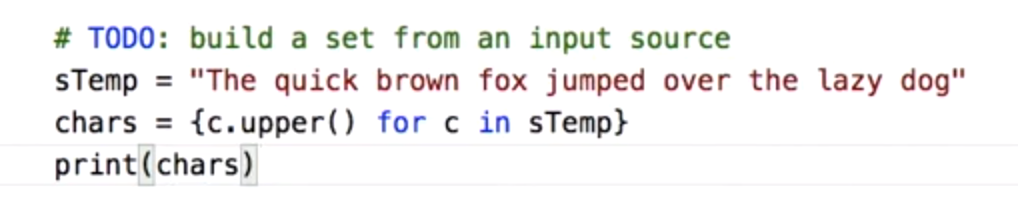 # TODO: build a set from an input source
sTemp = "The quick brown fox jumped over the lazy dog"
chars = {c.upper() for c in sTemp}
print(chars)